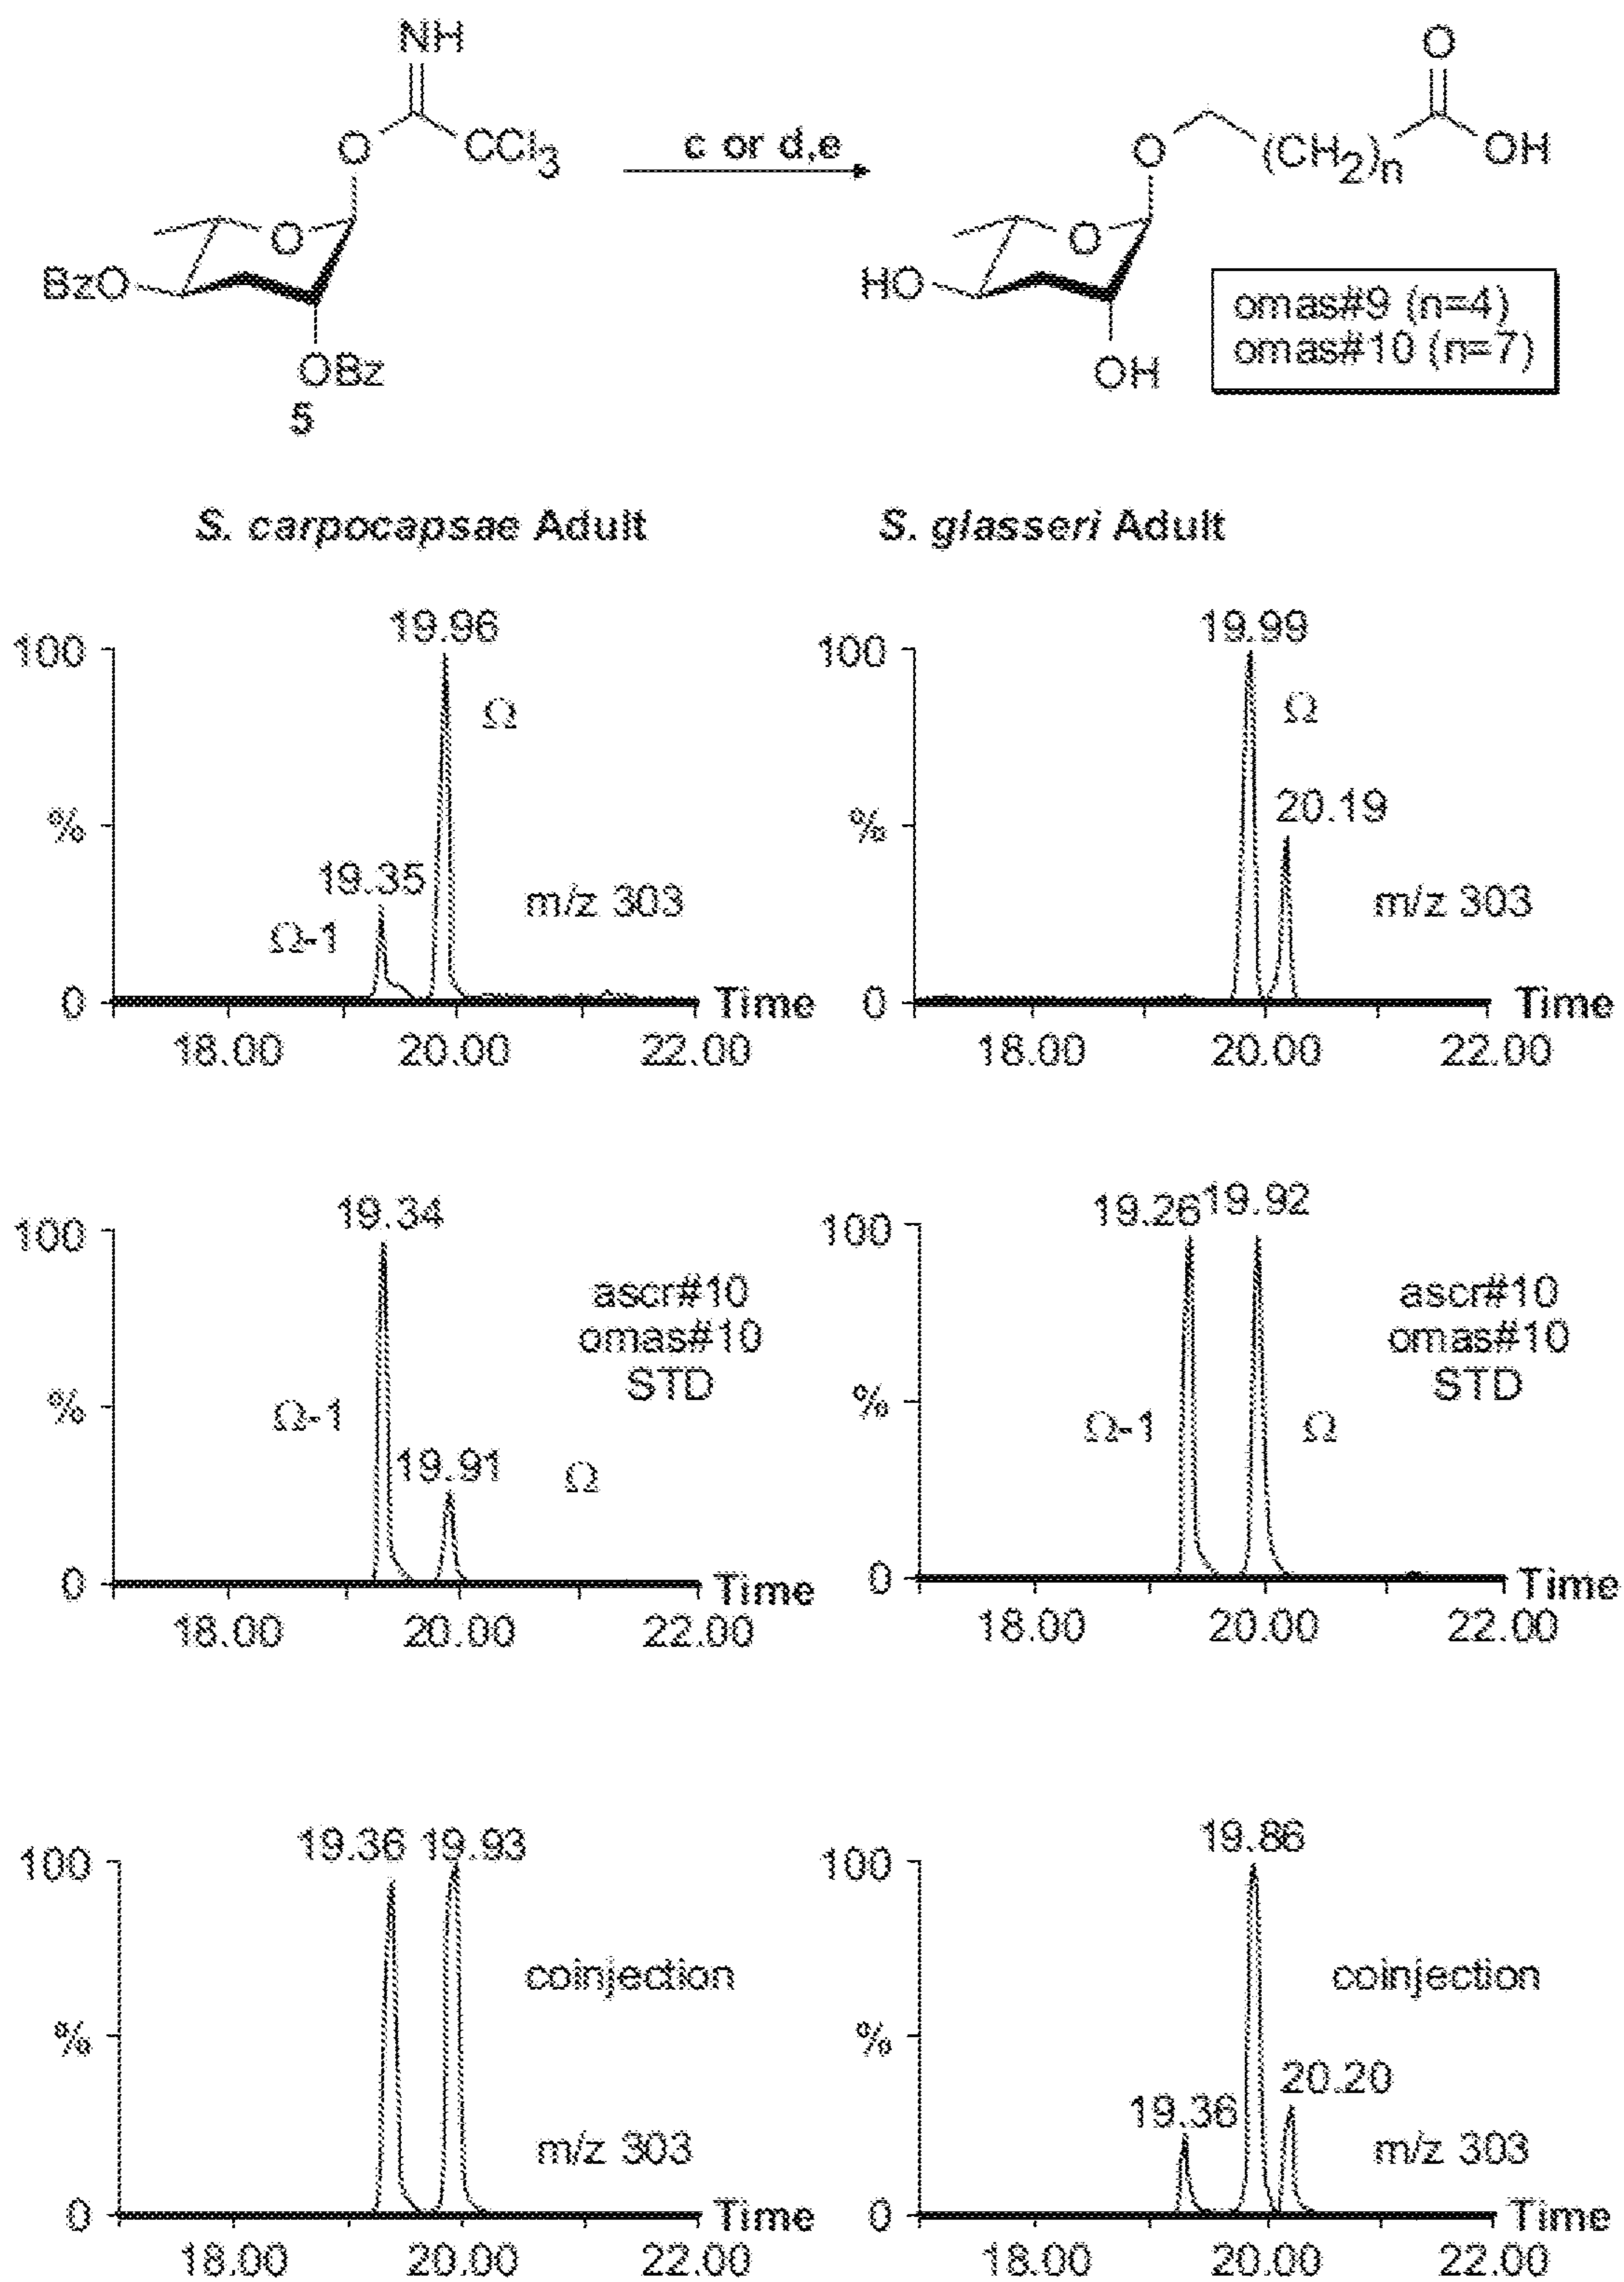 NH
O
O
CCl3
c or d,e
O
(CH2)n
OH
O
O
BzO
HO
omas#9 (n=4)
omas#10 (n=7)
OBz
OH
5
S. carpocapsae Adult
S. glasseri Adult
19.96
19.99
100
100
Ω
Ω
%
%
20.19
19.35
m/z 303
m/z 303
Ω-1
0
Time
0
Time
18.00
20.00
22.00
18.00
20.00
22.00
19.34
19.26
19.92
100
100
ascr#10
omas#10
STD
ascr#10
omas#10
STD
%
%
Ω-1
19.91
Ω
Ω-1
Ω
0
Time
0
Time
18.00
20.00
22.00
18.00
20.00
22.00
19.36
19.93
19.86
100
100
coinjection
coinjection
%
%
20.20
19.36
m/z 303
m/z 303
0
Time
0
Time
18.00
20.00
22.00
18.00
20.00
22.00